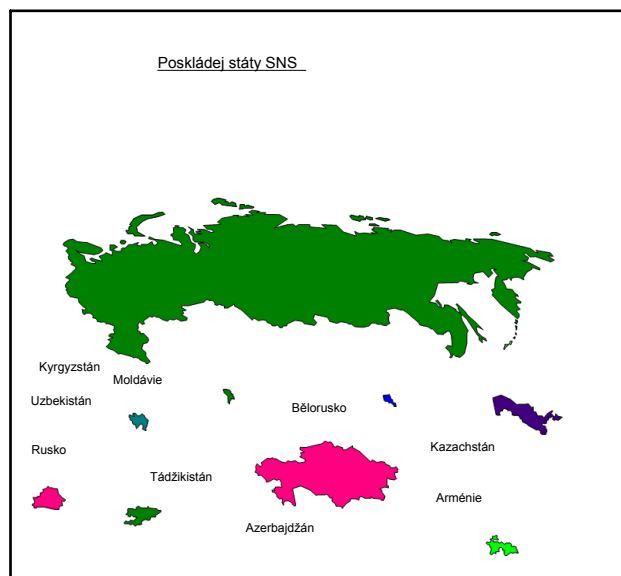 Poskládej státy SNS
Kyrgyzstán
Moldávie
Uzbekistán
Bělorusko
Rusko
Kazachstán
Tádžikistán
Arménie
Azerbajdžán